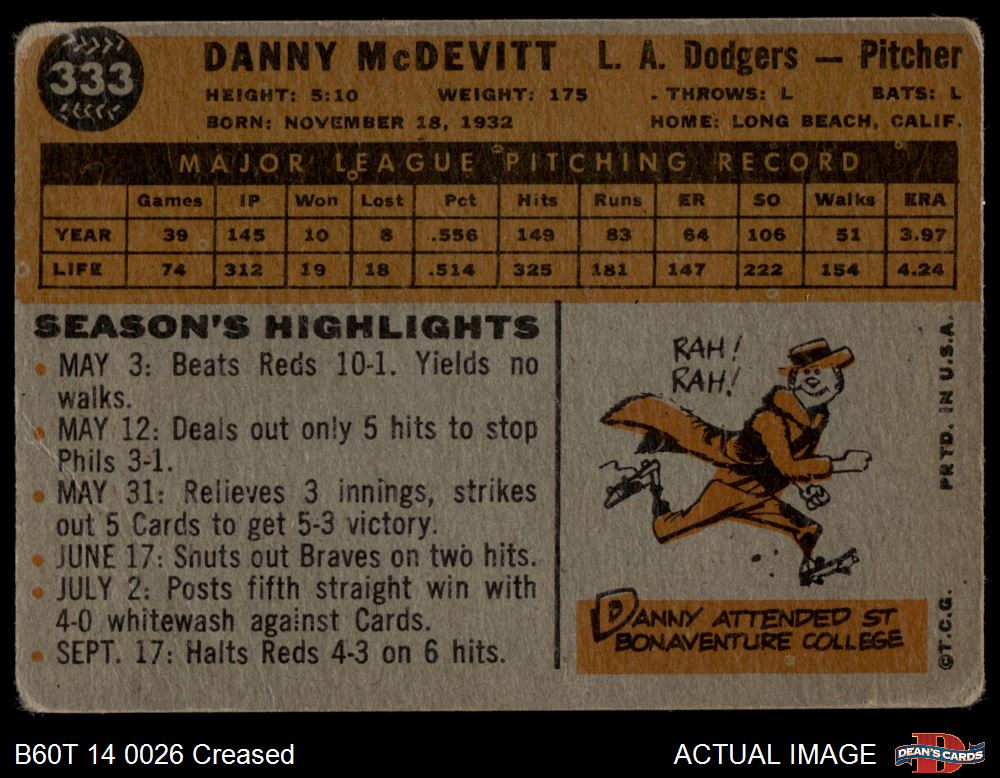 333
DANNY McDEVITT L. A. Dodgers — Pitcher
HEIGHT: 5:10 WEIGHT: 175 THROWS: L BATS: L
BORN: NOVEMBER 18, 1932 HOME: LONG BEACH, CALIF.
MAJOR LEAGUE PITCHING RECORD
Games IP Won Lost Pct Hits Runs ER SO Walks ERA
YEAR 39 145 10 8 .556 149 83 64 106 51 3.97
LIFE 74 312 19 18 .514 325 181 147 222 154 4.24
SEASON'S HIGHLIGHTS
• MAY 3: Beats Reds 10-1. Yields no
walks.
• MAY 12: Deals out only 5 hits to stop
Phils 3-1.
• MAY 31: Relieves 3 innings, strikes
out 5 Cards to get 5-3 victory.
• JUNE 17: Shuts out Braves on two hits.
• JULY 2: Posts fifth straight win with
4-0 whitewash against Cards.
• SEPT. 17: Halts Reds 4-3 on 6 hits.
RAH!
RAH!
DANNY ATTENDED ST
BONAVENTURE COLLEGE
©T.C.G. PRTD. IN U.S.A.
B60T 14 0026 Creased ACTUAL IMAGE
DEAN'S CARDS